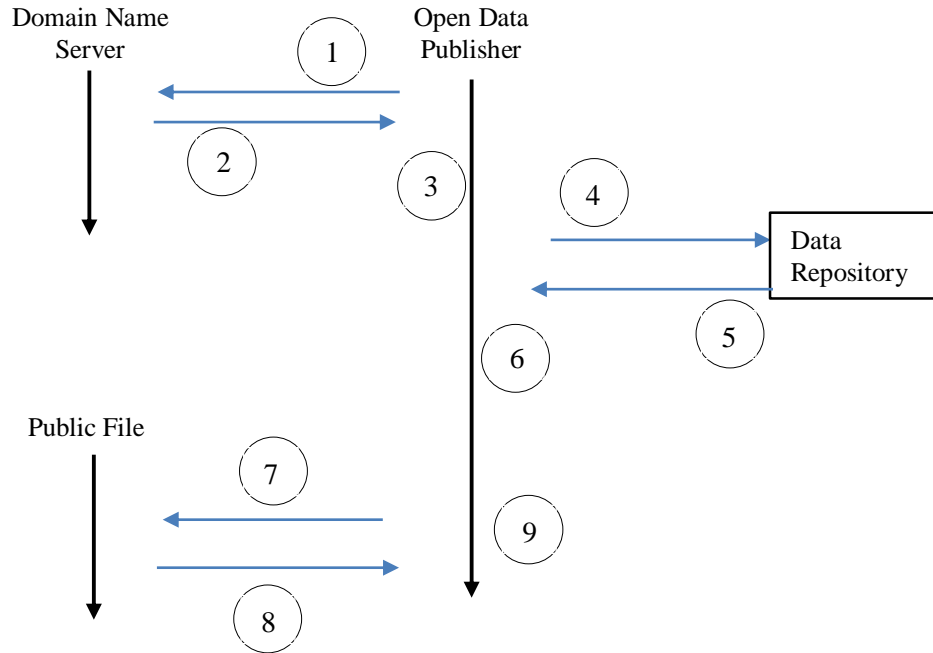 Domain Name
Server
Open Data
Publisher
1
2
3
4
Data
Repository
5
6
Public File
7
9
8